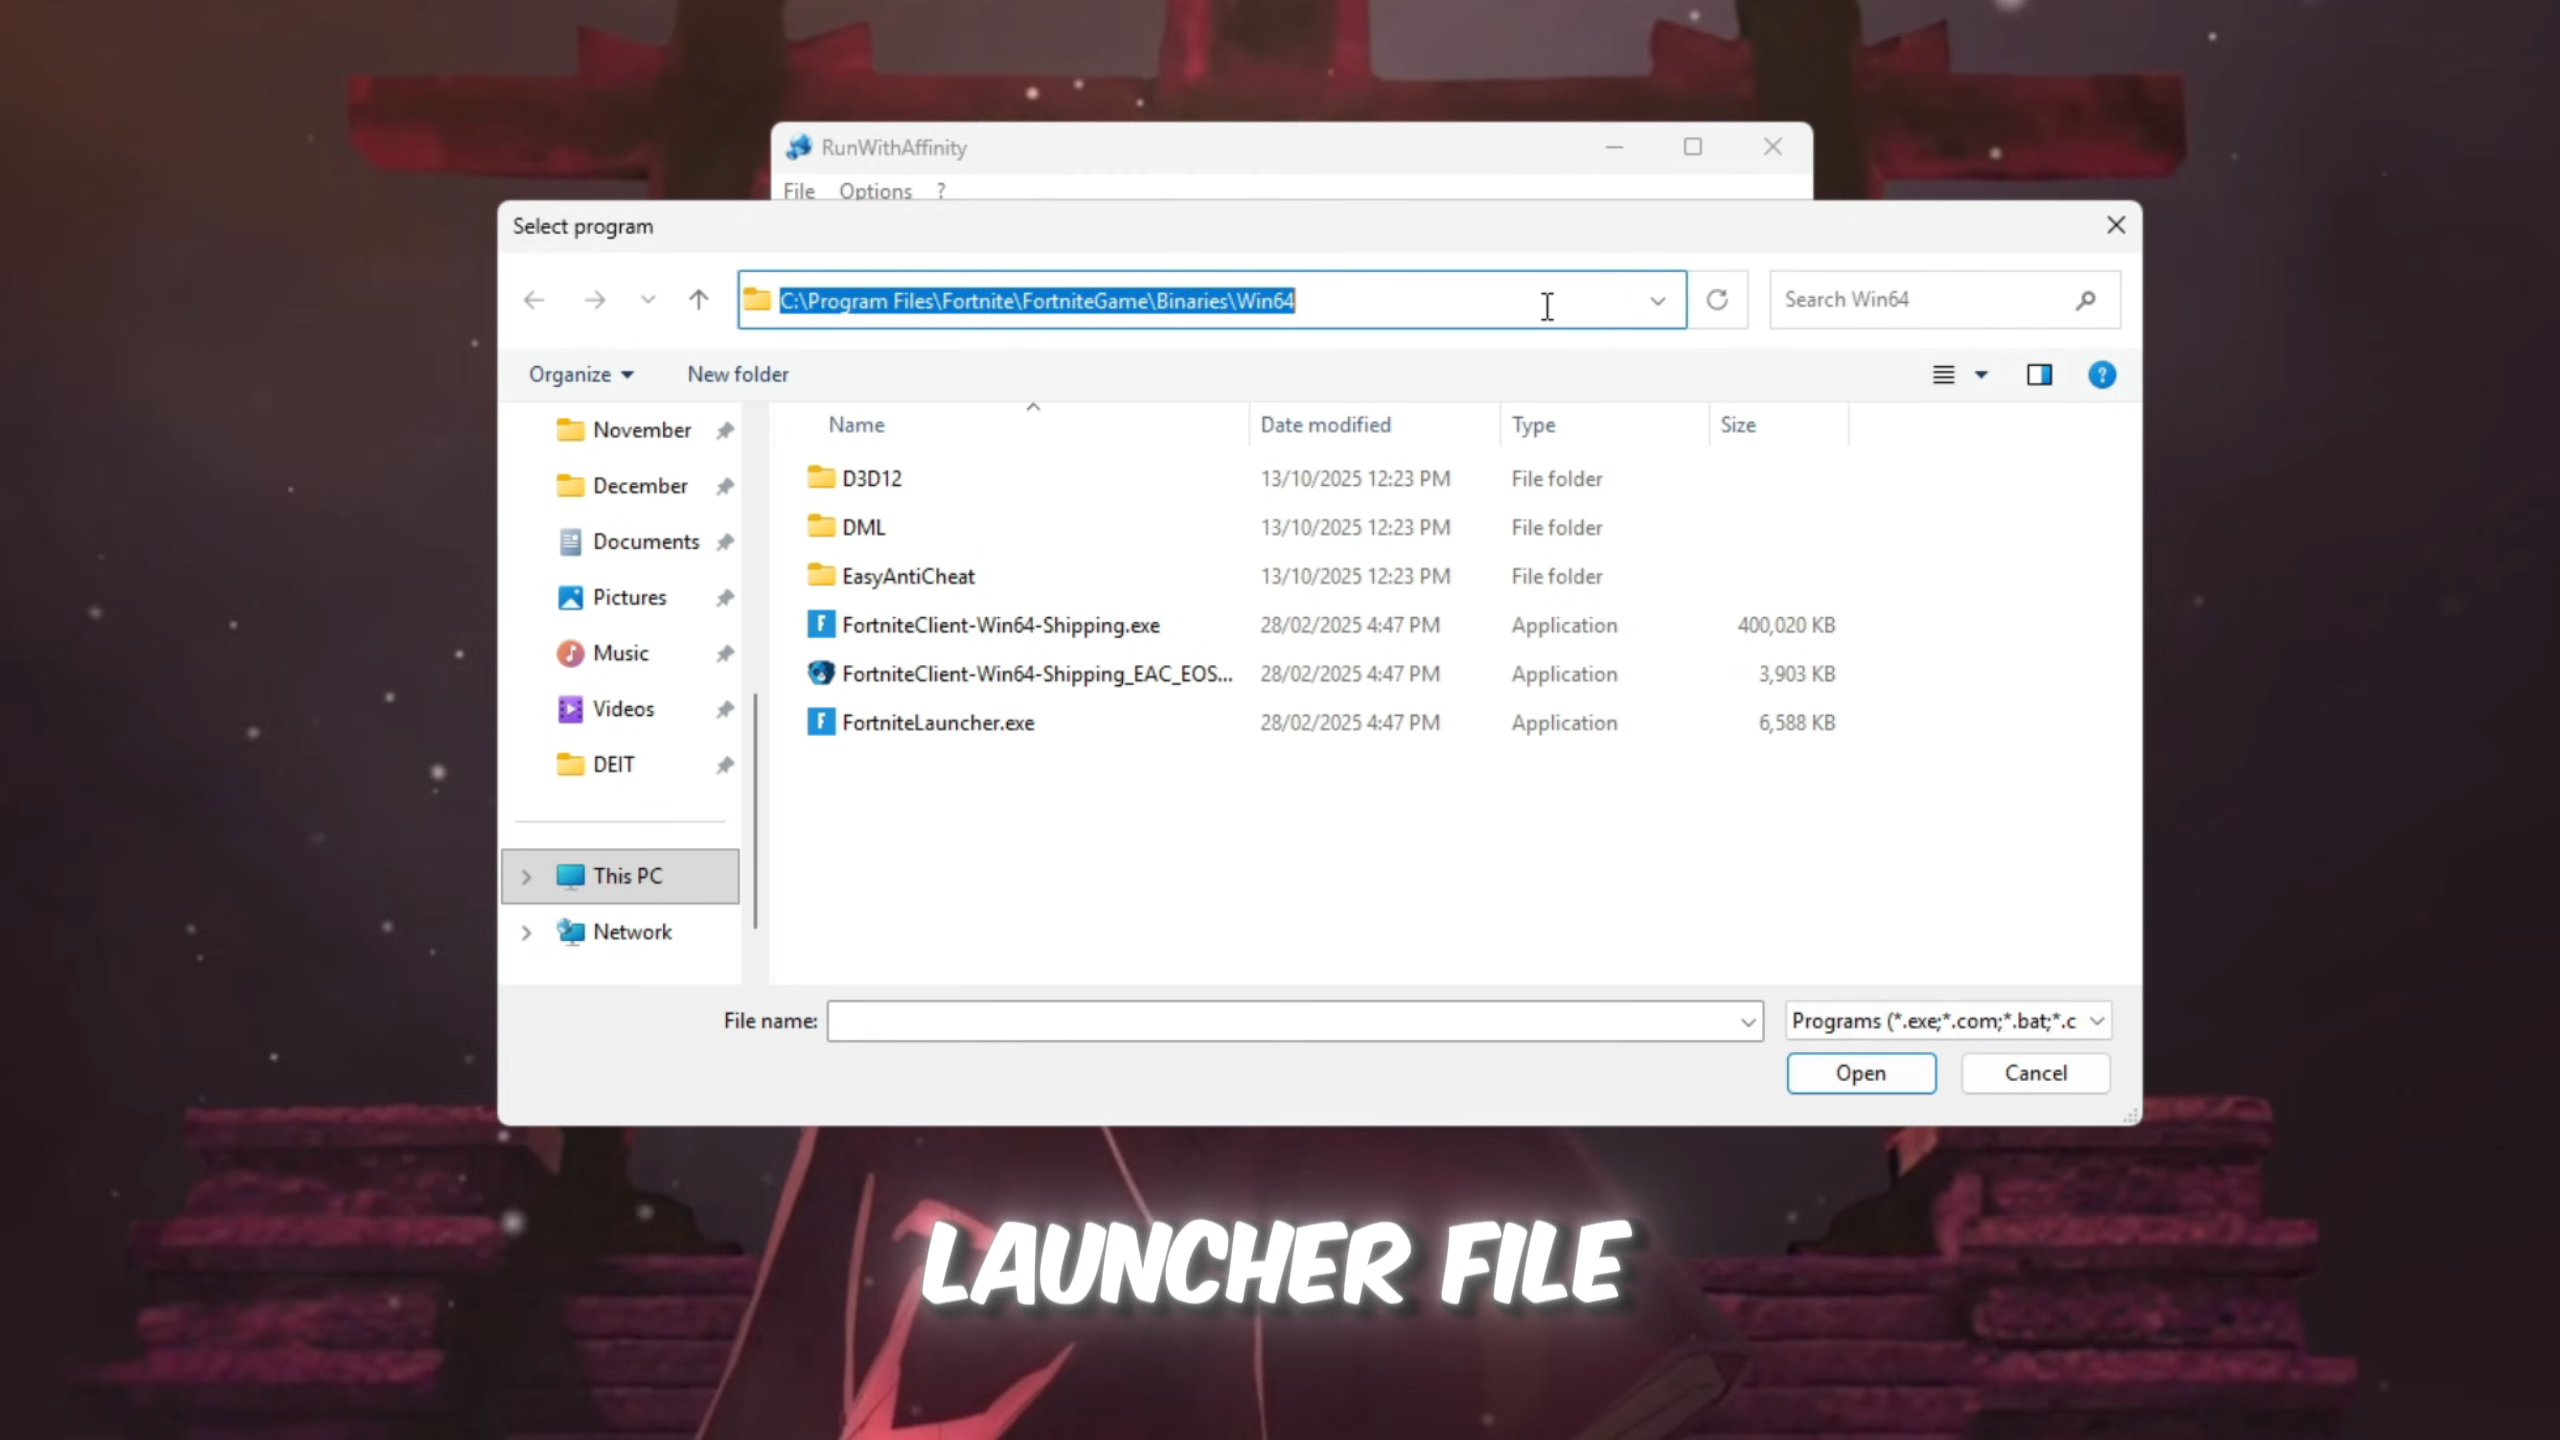 RunWithAffinity
File Options ?
Select program
C:\Program Files\Fortnite\FortniteGame\Binaries\Win64
Search Win64
Organize New folder
Name Date modified Type Size
November
December
Documents
Pictures
Music
Videos
DEIT
This PC
Network
D3D12 13/10/2025 12:23 PM File folder
DML 13/10/2025 12:23 PM File folder
EasyAntiCheat 13/10/2025 12:23 PM File folder
FortniteClient-Win64-Shipping.exe 28/02/2025 4:47 PM Application 400,020 KB
FortniteClient-Win64-Shipping_EAC_EOS... 28/02/2025 4:47 PM Application 3,903 KB
FortniteLauncher.exe 28/02/2025 4:47 PM Application 6,588 KB
File name: Programs (*.exe;*.com;*.bat;*.c
Open Cancel
LAUNCHER FILE